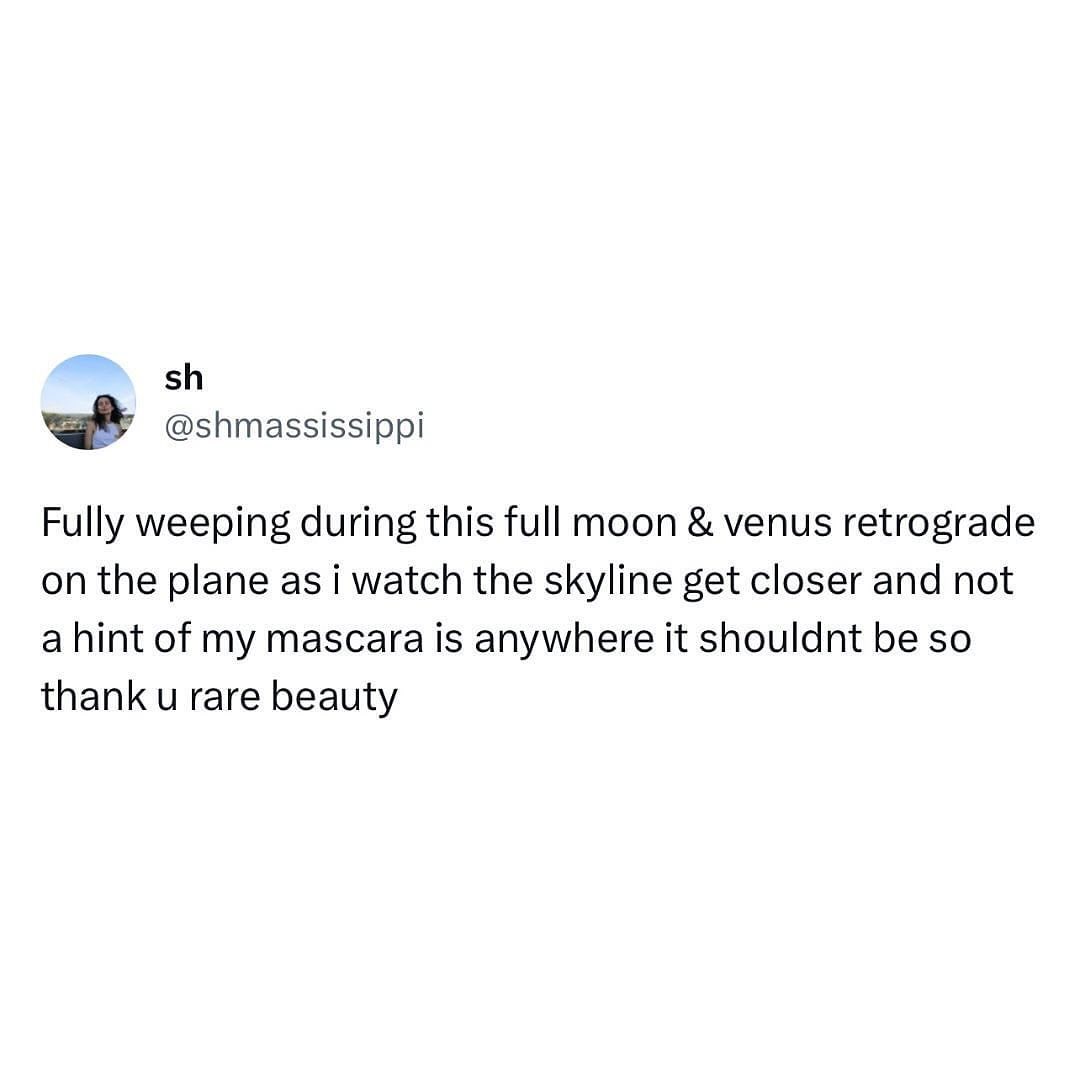 sh
@shmassissippi
Fully weeping during this full moon & venus retrograde
on the plane as i watch the skyline get closer and not
a hint of my mascara is anywhere it shouldnt be so
thank u rare beauty